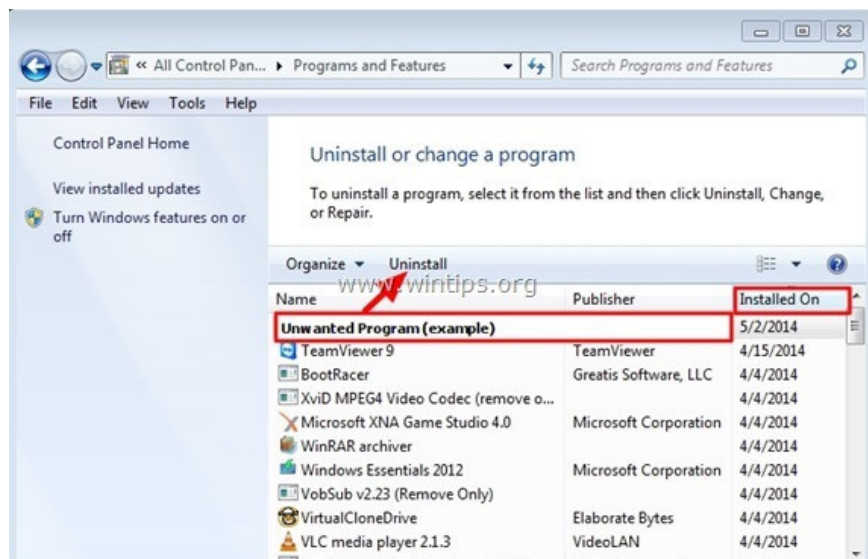 « All Control Pan... ▸ Programs and Features
Search Programs and Features
File Edit View Tools Help
Control Panel Home
View installed updates
Turn Windows features on or
off
Uninstall or change a program
To uninstall a program, select it from the list and then click Uninstall, Change,
or Repair.
Organize Uninstall
www.wintips.org
Name Publisher Installed On
Unwanted Program (example) 5/2/2014
TeamViewer 9 TeamViewer 4/15/2014
BootRacer Greatis Software, LLC 4/4/2014
XviD MPEG4 Video Codec (remove o... 4/4/2014
Microsoft XNA Game Studio 4.0 Microsoft Corporation 4/4/2014
WinRAR archiver 4/4/2014
Windows Essentials 2012 Microsoft Corporation 4/4/2014
VobSub v2.23 (Remove Only) 4/4/2014
VirtualCloneDrive Elaborate Bytes 4/4/2014
VLC media player 2.1.3 VideoLAN 4/4/2014